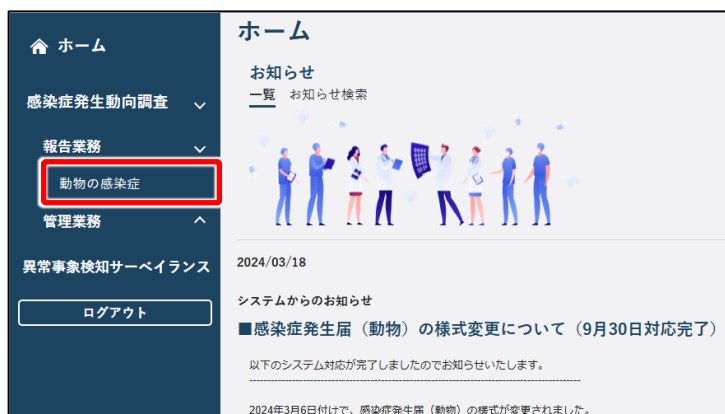 ホーム
感染症発生動向調査
報告業務
動物の感染症
管理業務
異常事象検知サーベイランス
ログアウト
ホーム
お知らせ
一覧 お知らせ検索
2024/03/18
システムからのお知らせ
■感染症発生届（動物）の様式変更について（9月30日対応完了）
以下のシステム対応が完了しましたのでお知らせいたします。
--------------------------------------------------------------------------------
2024年3月6日付けで、感染症発生届（動物）の様式が変更されました。